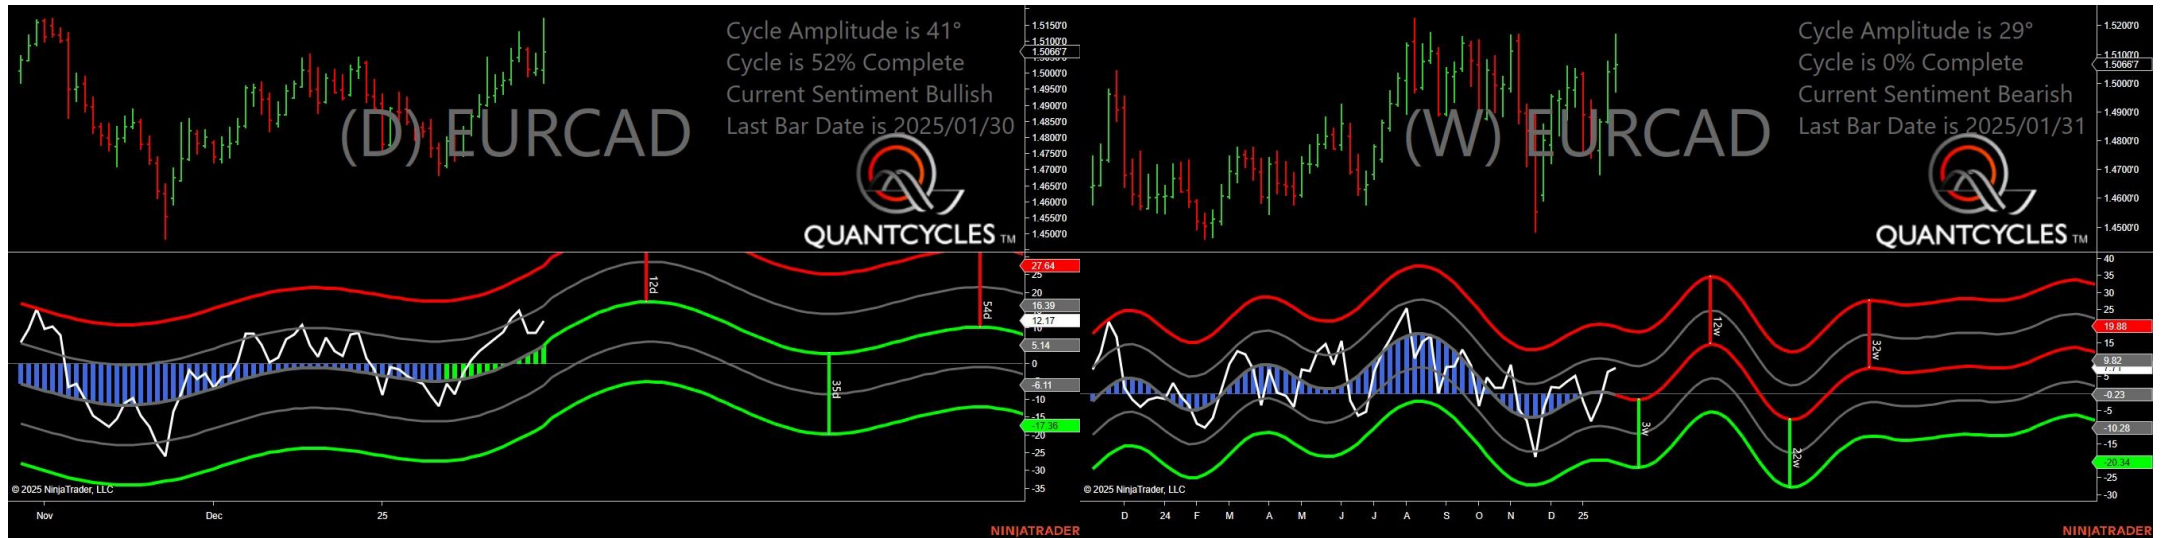 Cycle Amplitude is 41°
Cycle is 52% Complete
Current Sentiment Bullish
Last Bar Date is 2025/01/30
(D) EURCAD
QUANTCYCLES TM
1.5150'0
1.5100'0
1.5066'7
1.5000'0
1.4950'0
1.4900'0
1.4850'0
1.4800'0
1.4750'0
1.4700'0
1.4650'0
1.4600'0
1.4550'0
1.4500'0
27.64
25
20
16.39
12.17
10
5.14
0
-6.11
-10
-15
-17.36
-20
-25
-30
-35
12d
35d
54d
© 2025 NinjaTrader, LLC
Nov Dec 25
NINJATRADER
Cycle Amplitude is 29°
Cycle is 0% Complete
Current Sentiment Bearish
Last Bar Date is 2025/01/31
(W) EURCAD
QUANTCYCLES TM
1.5200'0
1.5100'0
1.5066'7
1.5000'0
1.4900'0
1.4800'0
1.4700'0
1.4600'0
1.4500'0
40
35
30
25
19.88
15
9.82
7.71
5
-0.23
-5
-10.28
-15
-20.34
-25
-30
3w
12w
22w
32w
© 2025 NinjaTrader, LLC
D 24 F M A M J J A S O N D 25
NINJATRADER